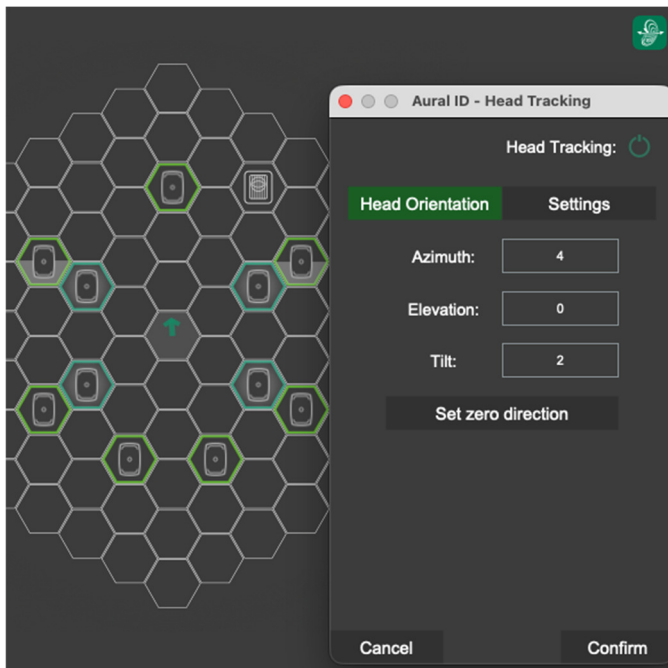 Aural ID - Head Tracking
Head Tracking:
Head Orientation Settings
Azimuth: 4
Elevation: 0
Tilt: 2
Set zero direction
Cancel Confirm